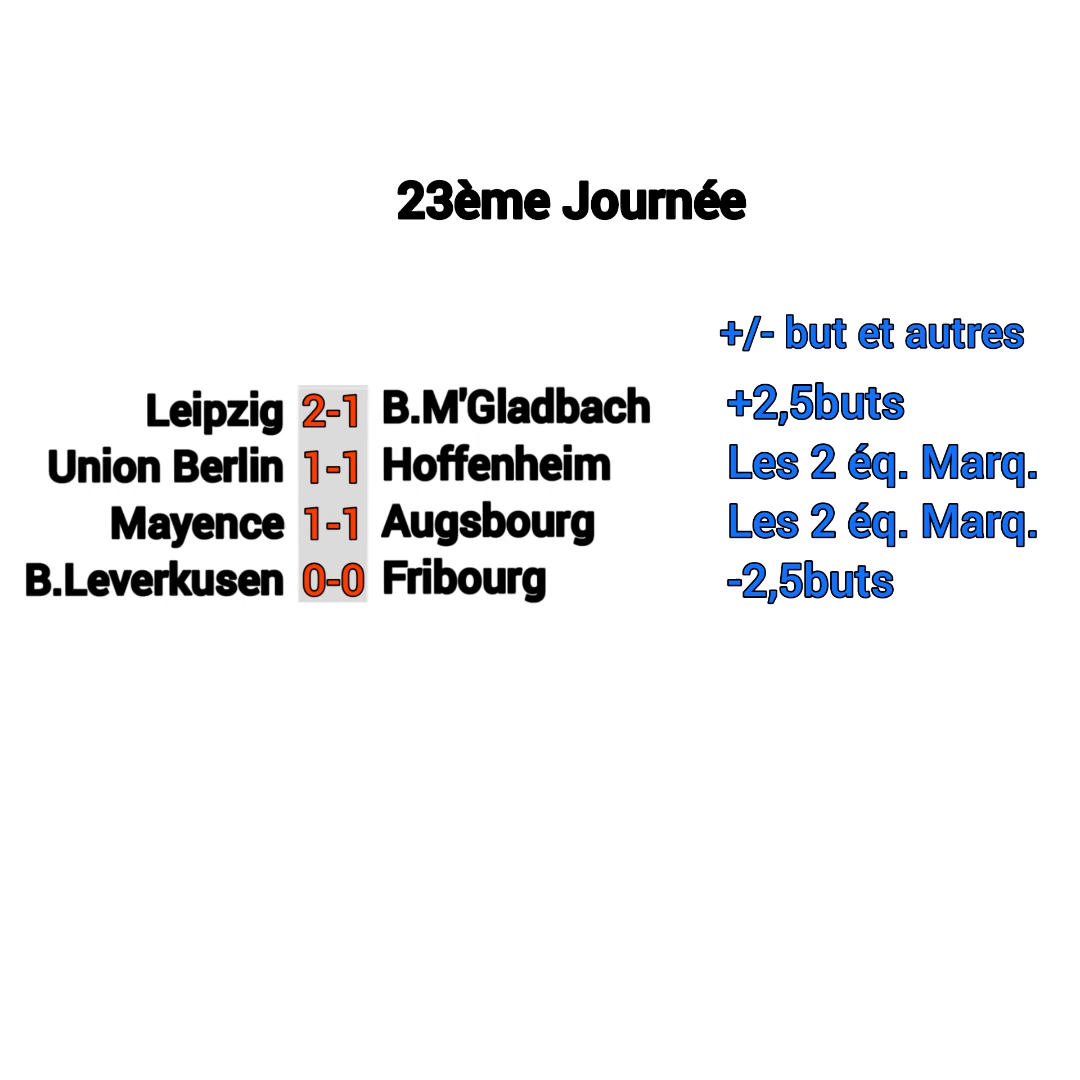 23ème Journée
+/- but et autres
Leipzig 2-1 B.M'Gladbach +2,5buts
Union Berlin 1-1 Hoffenheim Les 2 éq. Marq.
Mayence 1-1 Augsbourg Les 2 éq. Marq.
B.Leverkusen 0-0 Fribourg -2,5buts